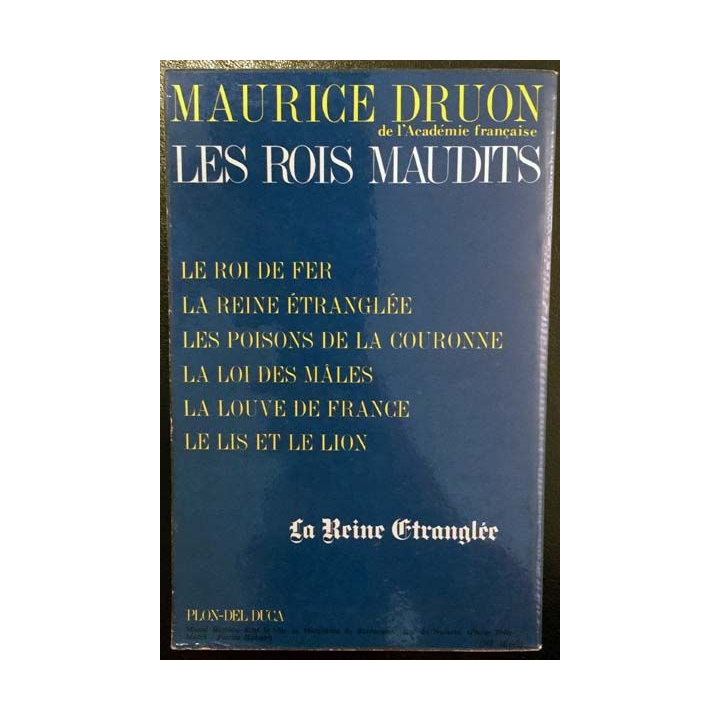 MAURICE DRUON
de l'Académie française
LES ROIS MAUDITS
LE ROI DE FER
LA REINE ÉTRANGLÉE
LES POISONS DE LA COURONNE
LA LOI DES MÂLES
LA LOUVE DE FRANCE
LE LIS ET LE LION
La Reine Etranglée
PLON-DEL DUCA